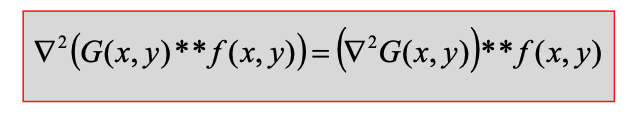 ∇²(G(x, y)**f(x, y)) = (∇²G(x, y))**f(x, y)